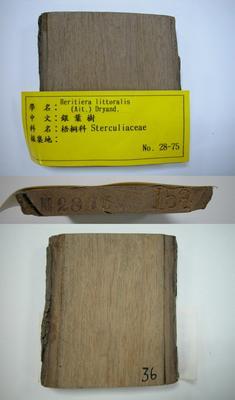 學名: Heritiera littoralis
(Ait.) Dryand.
中文: 銀葉樹
科名: 梧桐科 Sterculiaceae
採集地:
No. 28-75
36